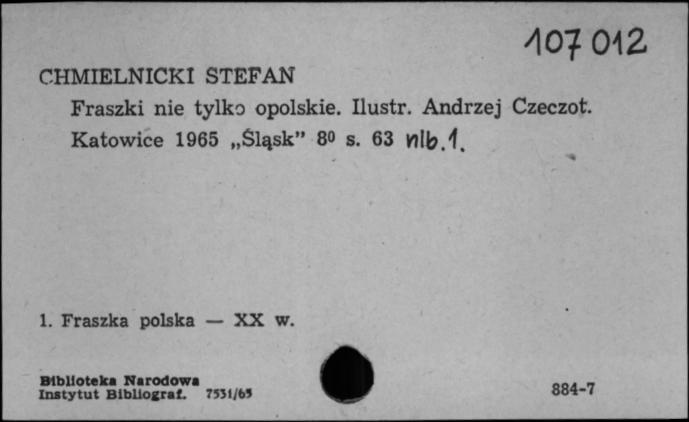 107 012
CHMIELNICKI STEFAN
Fraszki nie tylko opolskie. Ilustr. Andrzej Czeczot.
Katowice 1965 „Śląsk” 8⁰ s. 63 nlb.1.
1. Fraszka polska — XX w.
Biblioteka Narodowa
Instytut Bibliograf. 7531/65
884-7